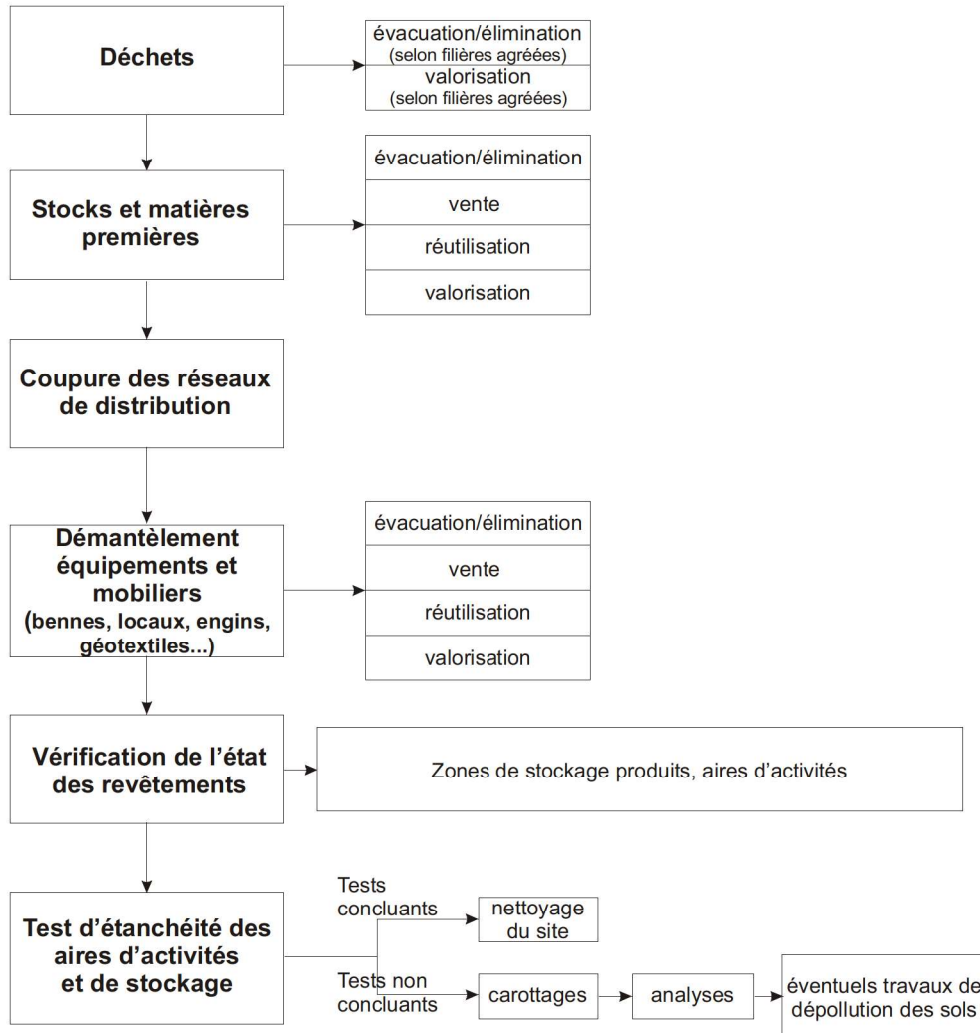 Déchets
évacuation/élimination
(selon filières agréées)
valorisation
(selon filières agréées)
Stocks et matières
premières
évacuation/élimination
vente
réutilisation
valorisation
Coupure des réseaux
de distribution
Démantèlement
équipements et
mobiliers
(bennes, locaux, engins,
géotextiles...)
évacuation/élimination
vente
réutilisation
valorisation
Vérification de l’état
des revêtements
Zones de stockage produits, aires d’activités
Test d’étanchéité des
aires d’activités
et de stockage
Tests
concluants
nettoyage
du site
Tests non
concluants
carottages
analyses
éventuels travaux de
dépollution des sols